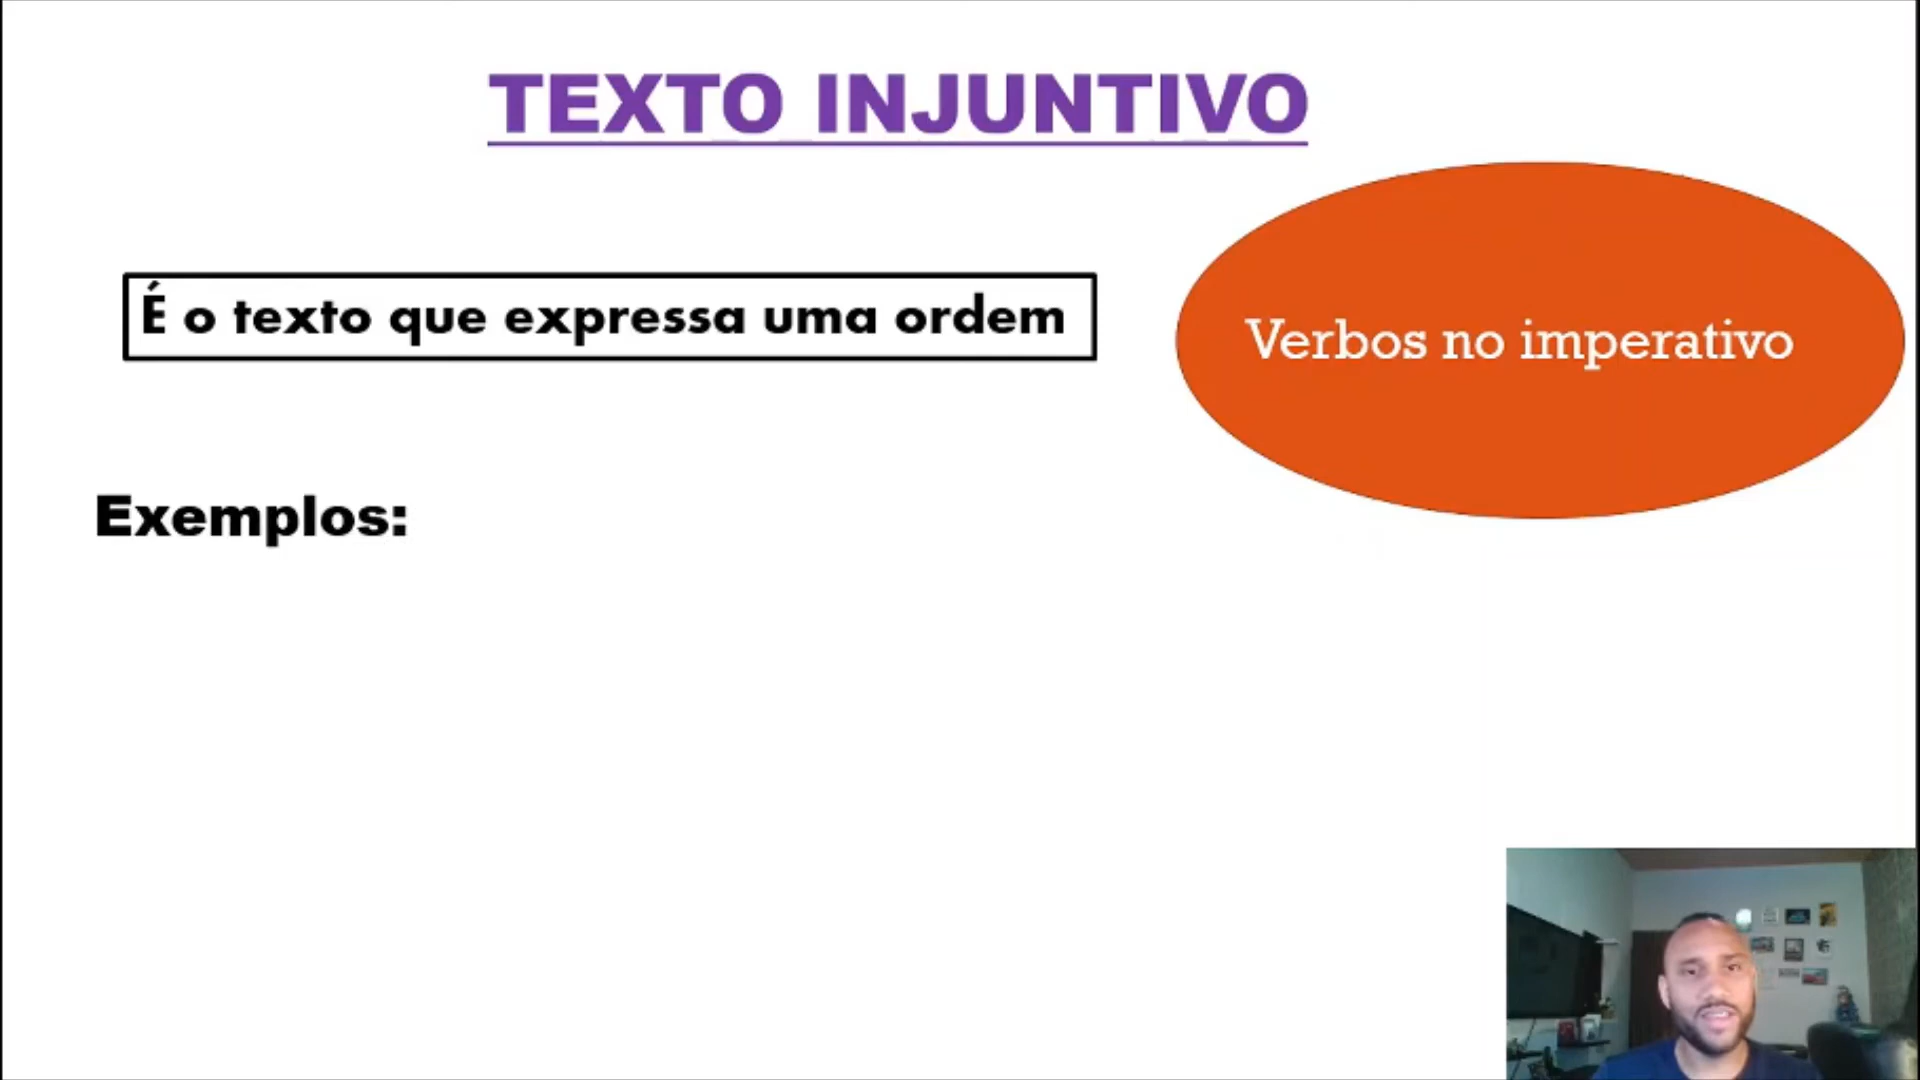 TEXTO INJUNTIVO
É o texto que expressa uma ordem
Verbos no imperativo
Exemplos: